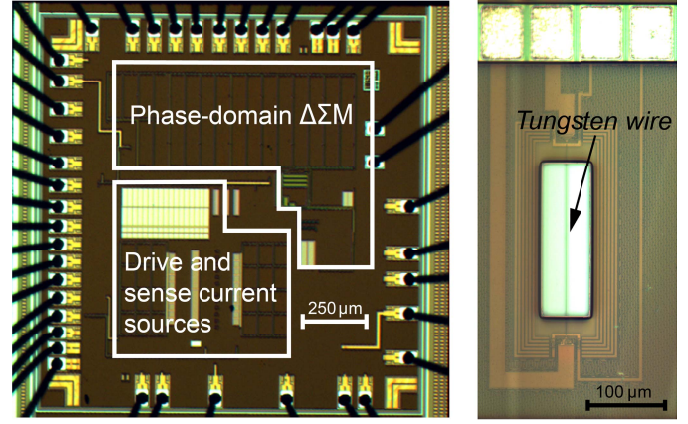 Phase-domain ΔΣM
Drive and
sense current
sources
250 µm
Tungsten wire
100 µm